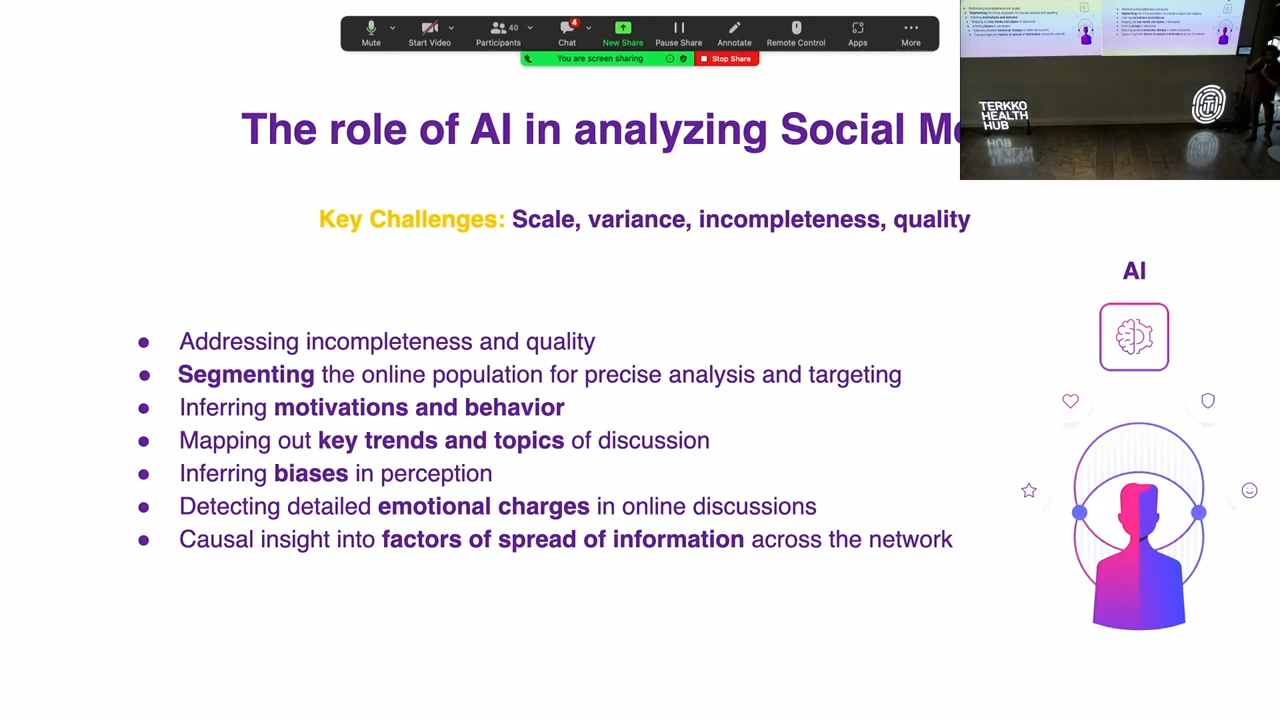 Mute
Start Video
Participants
40
Chat
4
New Share
Pause Share
Annotate
Remote Control
Apps
More
You are screen sharing
Stop Share
The role of AI in analyzing Social M
TERKKO
HEALTH
HUB
Key Challenges: Scale, variance, incompleteness, quality
AI
● Addressing incompleteness and quality
● Segmenting the online population for precise analysis and targeting
● Inferring motivations and behavior
● Mapping out key trends and topics of discussion
● Inferring biases in perception
● Detecting detailed emotional charges in online discussions
● Causal insight into factors of spread of information across the network